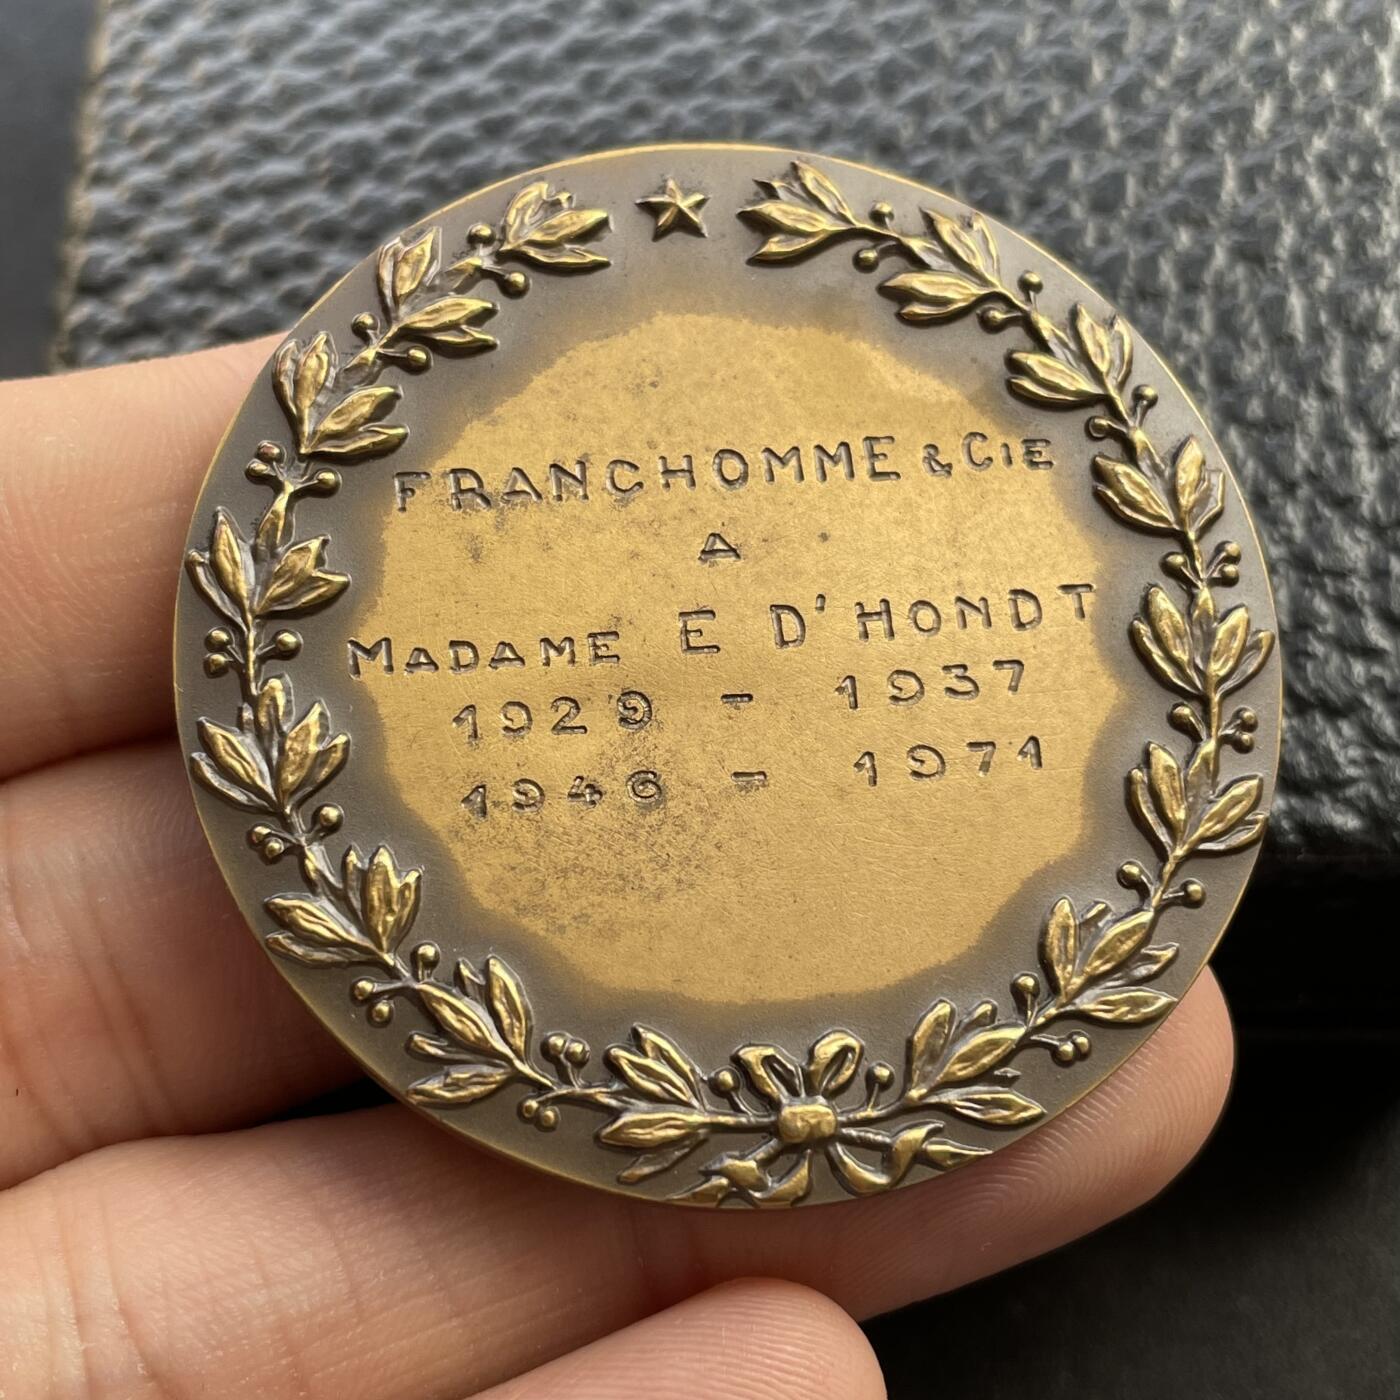 FRANCHOMME & CIE
A
MADAME E D'HONDT
1929 - 1937
1946 - 1971